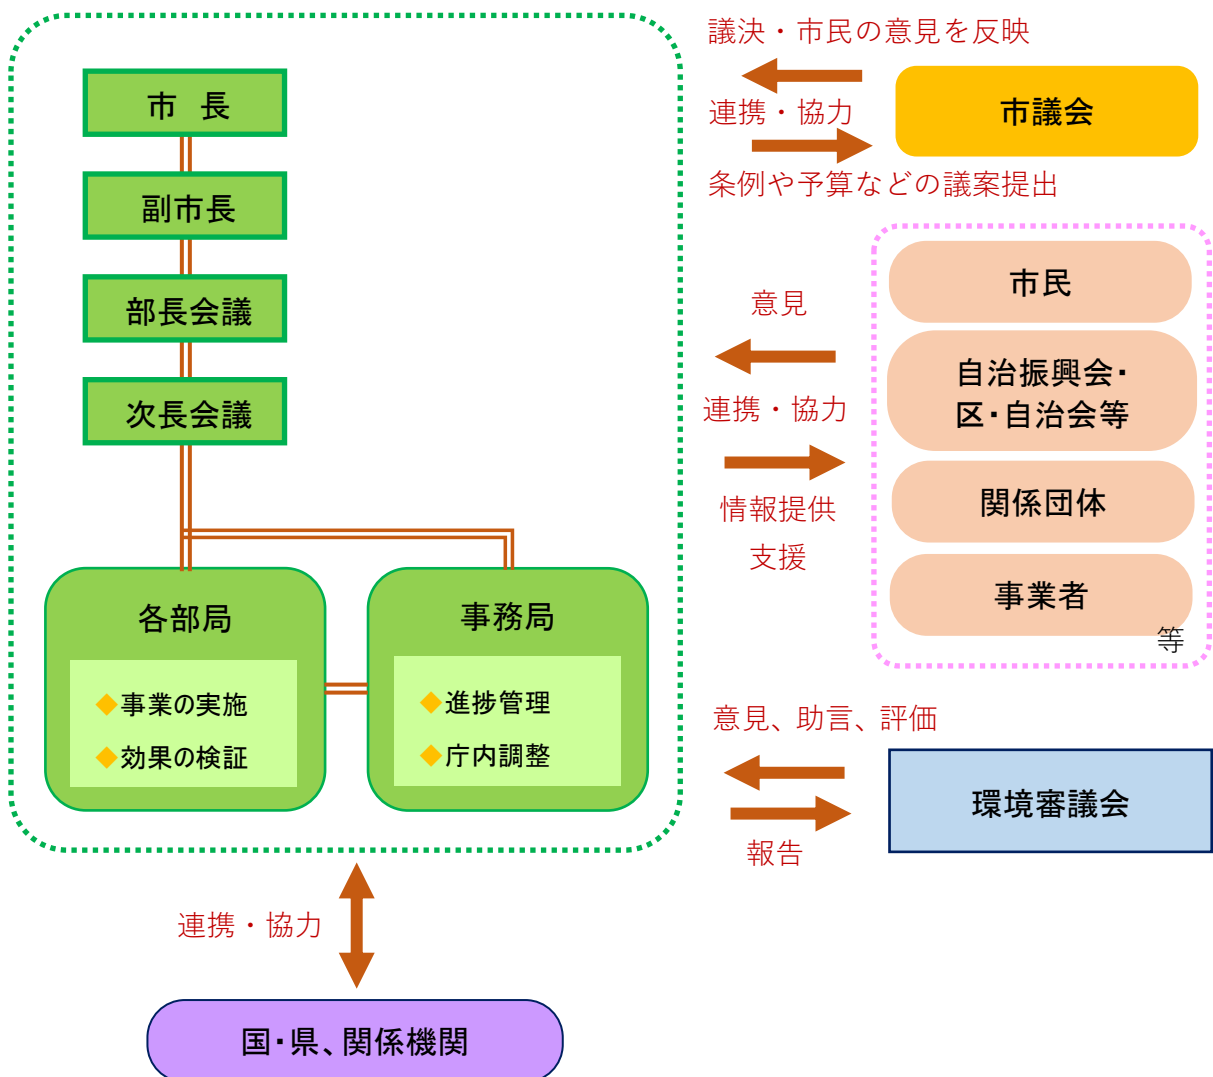 市　長
副市長
部長会議
次長会議
各部局
◆事業の実施
◆効果の検証
事務局
◆進捗管理
◆庁内調整
議決・市民の意見を反映
連携・協力
条例や予算などの議案提出
市議会
意見
連携・協力
情報提供
支援
市民
自治振興会・
区・自治会等
関係団体
事業者
等
意見、助言、評価
報告
環境審議会
連携・協力
国・県、関係機関